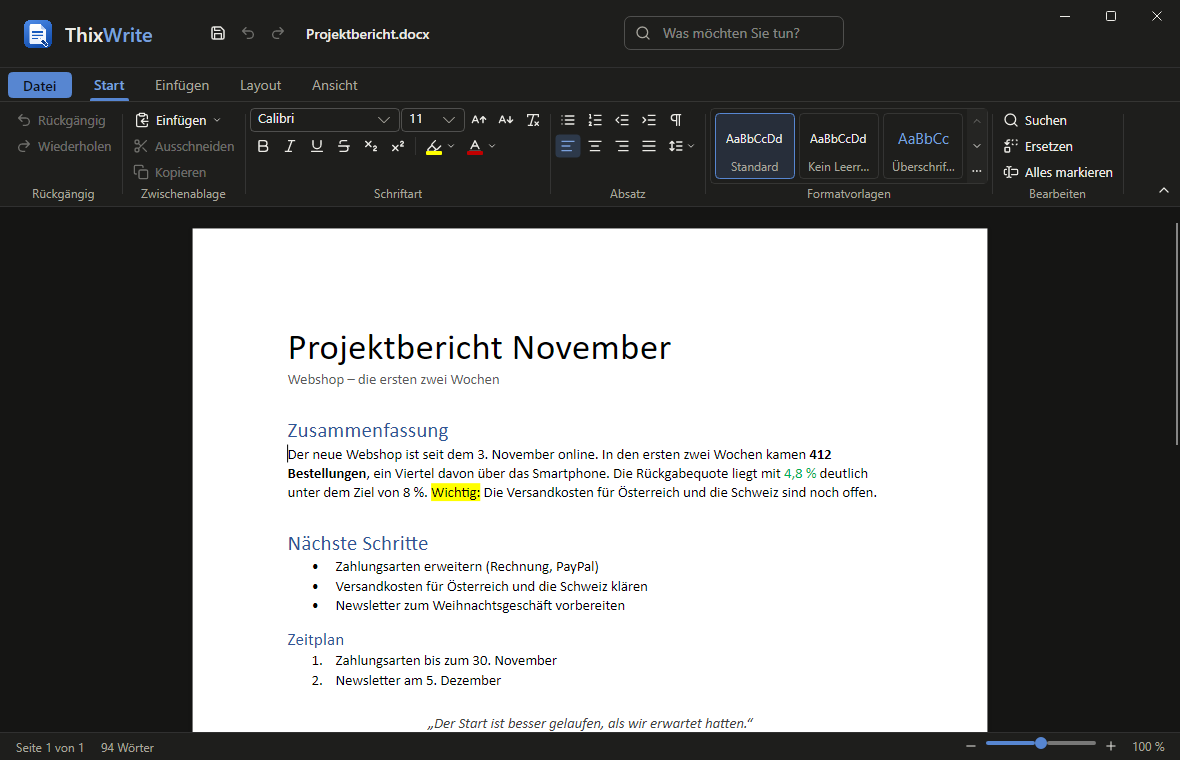 ThixWrite
Projektbericht.docx
Was möchten Sie tun?
Datei
Start
Einfügen
Layout
Ansicht
Rückgängig
Wiederholen
Rückgängig
Einfügen
Ausschneiden
Kopieren
Zwischenablage
Calibri
11
Schriftart
Absatz
AaBbCcDd
Standard
AaBbCcDd
Kein Leerr...
AaBbCc
Überschrif...
Formatvorlagen
Suchen
Ersetzen
Alles markieren
Bearbeiten
Projektbericht November
Webshop – die ersten zwei Wochen
Zusammenfassung
Der neue Webshop ist seit dem 3. November online. In den ersten zwei Wochen kamen 412
Bestellungen, ein Viertel davon über das Smartphone. Die Rückgabequote liegt mit 4,8 % deutlich
unter dem Ziel von 8 %. Wichtig: Die Versandkosten für Österreich und die Schweiz sind noch offen.
Nächste Schritte
• Zahlungsarten erweitern (Rechnung, PayPal)
• Versandkosten für Österreich und die Schweiz klären
• Newsletter zum Weihnachtsgeschäft vorbereiten
Zeitplan
1. Zahlungsarten bis zum 30. November
2. Newsletter am 5. Dezember
„Der Start ist besser gelaufen, als wir erwartet hatten.“
Seite 1 von 1
94 Wörter
100 %